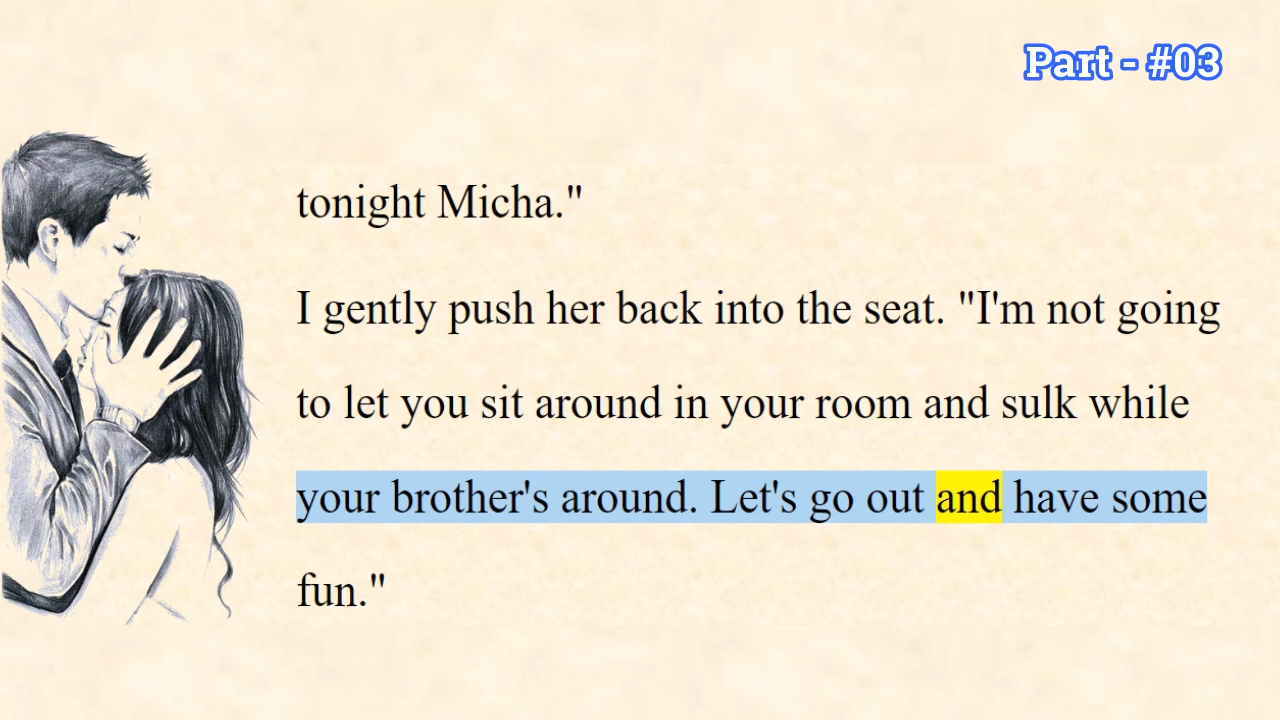 Part - #03
tonight Micha."
I gently push her back into the seat. "I'm not going
to let you sit around in your room and sulk while
your brother's around. Let's go out and have some
fun."